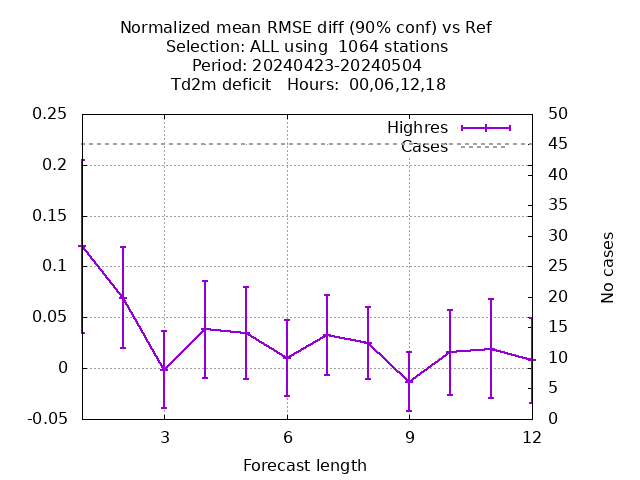 Normalized mean RMSE diff (90% conf) vs Ref
Selection: ALL using  1064 stations
Period: 20240423-20240504
Td2m deficit   Hours:  00,06,12,18
Highres
Cases
0.25
0.2
0.15
0.1
0.05
0
-0.05
50
45
40
35
30
25
20
15
10
5
0
No cases
3
6
9
12
Forecast length